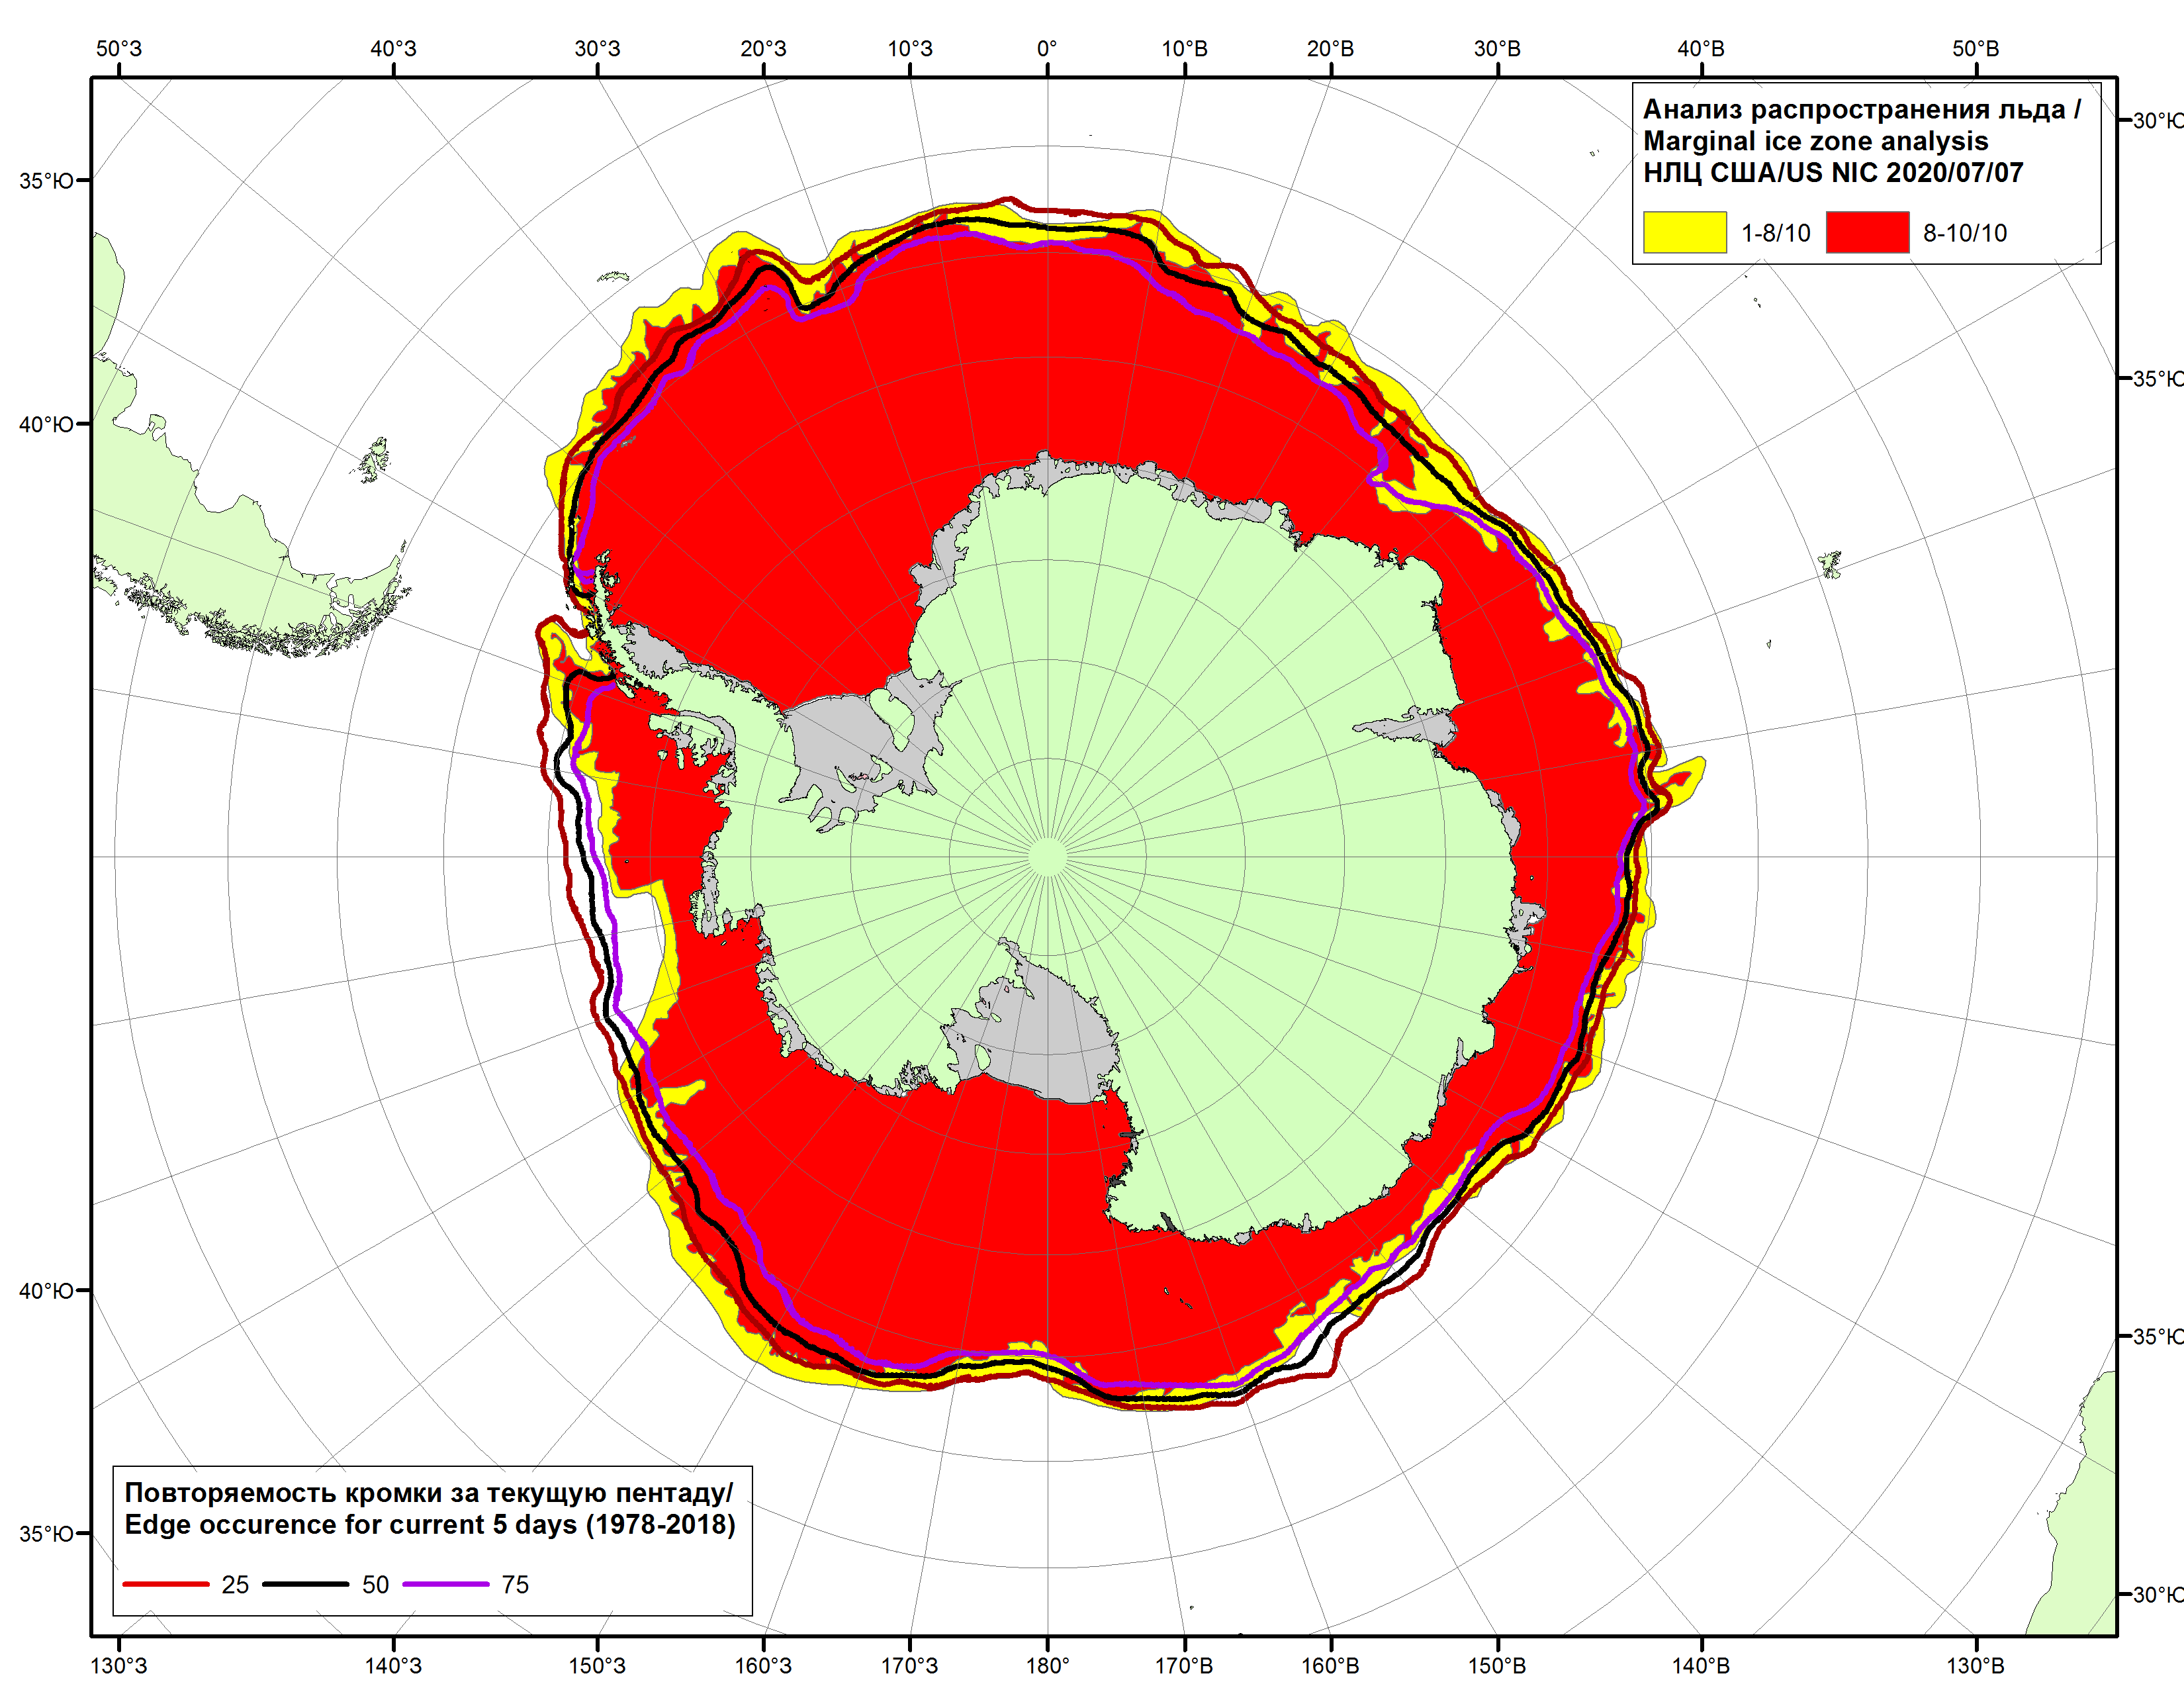 50°З 40°З 30°З 20°З 10°З 0° 10°В 20°В 30°В 40°В 50°В
Анализ распространения льда /
Marginal ice zone analysis
НЛЦ США/US NIC 2020/07/07
1-8/10 8-10/10
30°Ю
35°Ю
35°Ю
40°Ю
40°Ю
35°Ю
35°Ю
30°Ю
Повторяемость кромки за текущую пентаду/
Edge occurence for current 5 days (1978-2018)
25 50 75
130°З 140°З 150°З 160°З 170°З 180° 170°В 160°В 150°В 140°В 130°В